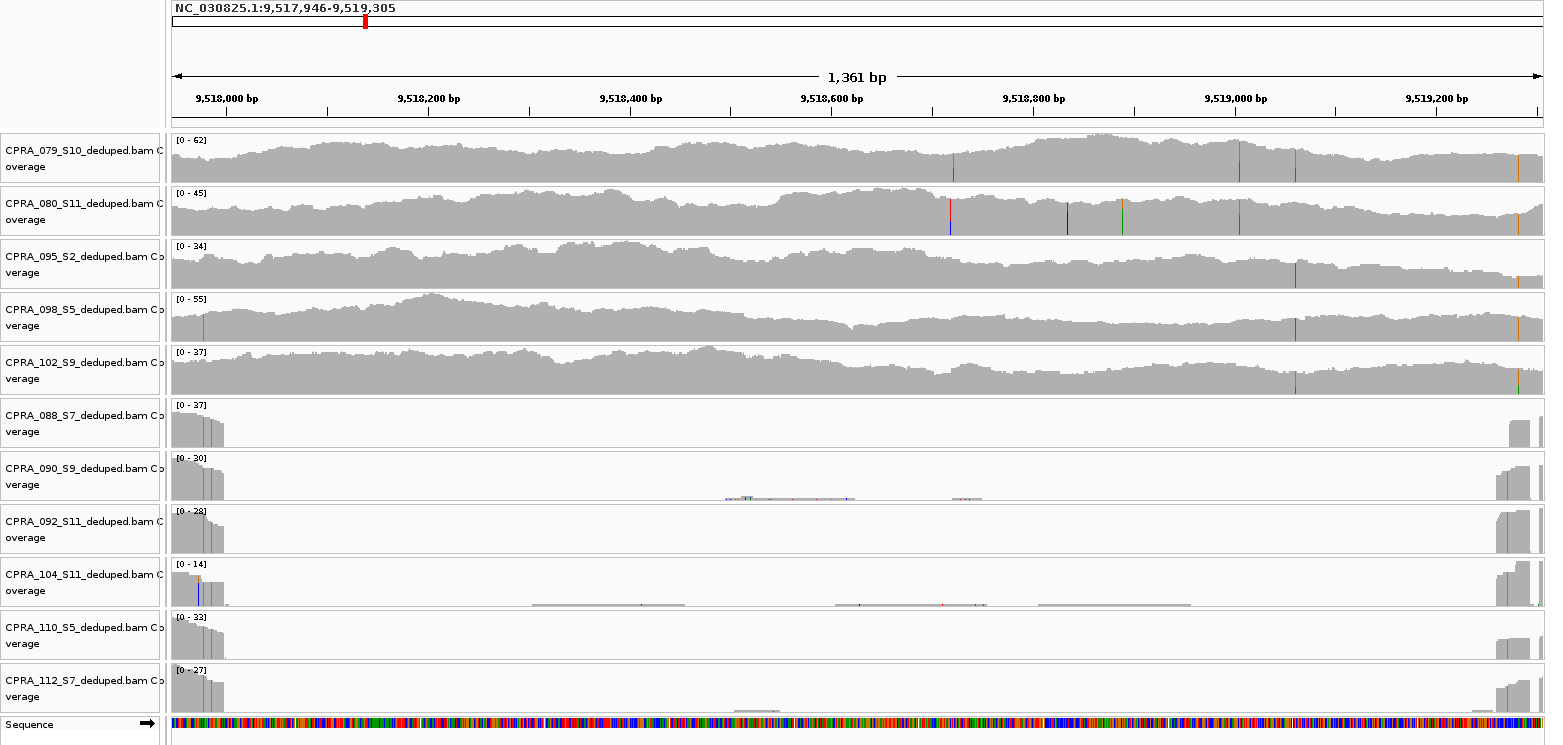 NC_030825.1:9,517,946-9,519,305
1,361 bp
9,518,000 bp 9,518,200 bp 9,518,400 bp 9,518,600 bp 9,518,800 bp 9,519,000 bp 9,519,200 bp
CPRA_079_S10_deduped.bam C [0 - 62]
overage
CPRA_080_S11_deduped.bam C [0 - 45]
overage
CPRA_095_S2_deduped.bam Co [0 - 34]
verage
CPRA_098_S5_deduped.bam Co [0 - 55]
verage
CPRA_102_S9_deduped.bam Co [0 - 37]
verage
CPRA_088_S7_deduped.bam Co [0 - 37]
verage
CPRA_090_S9_deduped.bam Co [0 - 30]
verage
CPRA_092_S11_deduped.bam C [0 - 28]
overage
CPRA_104_S11_deduped.bam C [0 - 14]
overage
CPRA_110_S5_deduped.bam Co [0 - 33]
verage
CPRA_112_S7_deduped.bam Co [0 - 27]
verage
Sequence